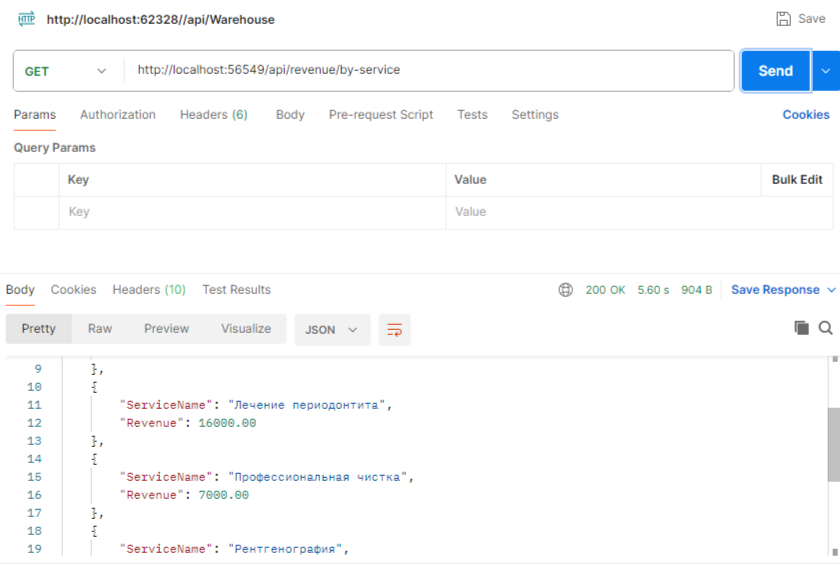 HTTP http://localhost:62328//api/Warehouse Save
GET http://localhost:56549/api/revenue/by-service Send
Params Authorization Headers (6) Body Pre-request Script Tests Settings Cookies
Query Params
Key Value Bulk Edit
Key Value
Body Cookies Headers (10) Test Results 200 OK 5.60 s 904 B Save Response
Pretty Raw Preview Visualize JSON
9 },
10 {
11 "ServiceName": "Лечение периодонтита",
12 "Revenue": 16000.00
13 },
14 {
15 "ServiceName": "Профессиональная чистка",
16 "Revenue": 7000.00
17 },
18 {
19 "ServiceName": "Рентгенография",